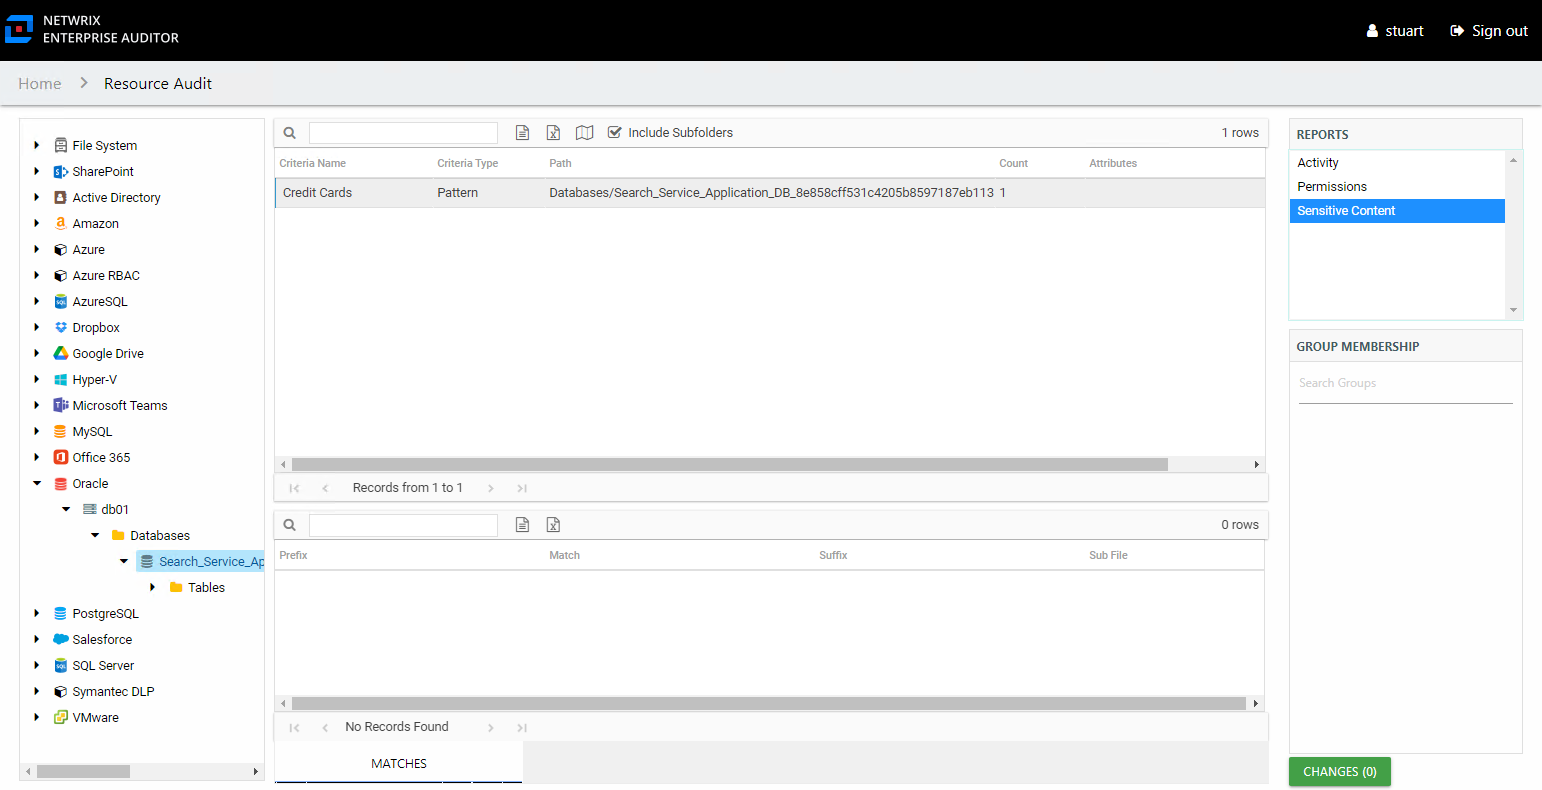 NETWRIX
ENTERPRISE AUDITOR
stuart
Sign out
Home
Resource Audit
File System
SharePoint
Active Directory
Amazon
Azure
Azure RBAC
AzureSQL
Dropbox
Google Drive
Hyper-V
Microsoft Teams
MySQL
Office 365
Oracle
db01
Databases
Search_Service_Ap
Tables
PostgreSQL
Salesforce
SQL Server
Symantec DLP
VMware
Include Subfolders
1 rows
Criteria Name Criteria Type Path Count Attributes
Credit Cards Pattern Databases/Search_Service_Application_DB_8e858cff531c4205b8597187eb113 1
Records from 1 to 1
0 rows
Prefix Match Suffix Sub File
No Records Found
MATCHES
REPORTS
Activity
Permissions
Sensitive Content
GROUP MEMBERSHIP
Search Groups
CHANGES (0)